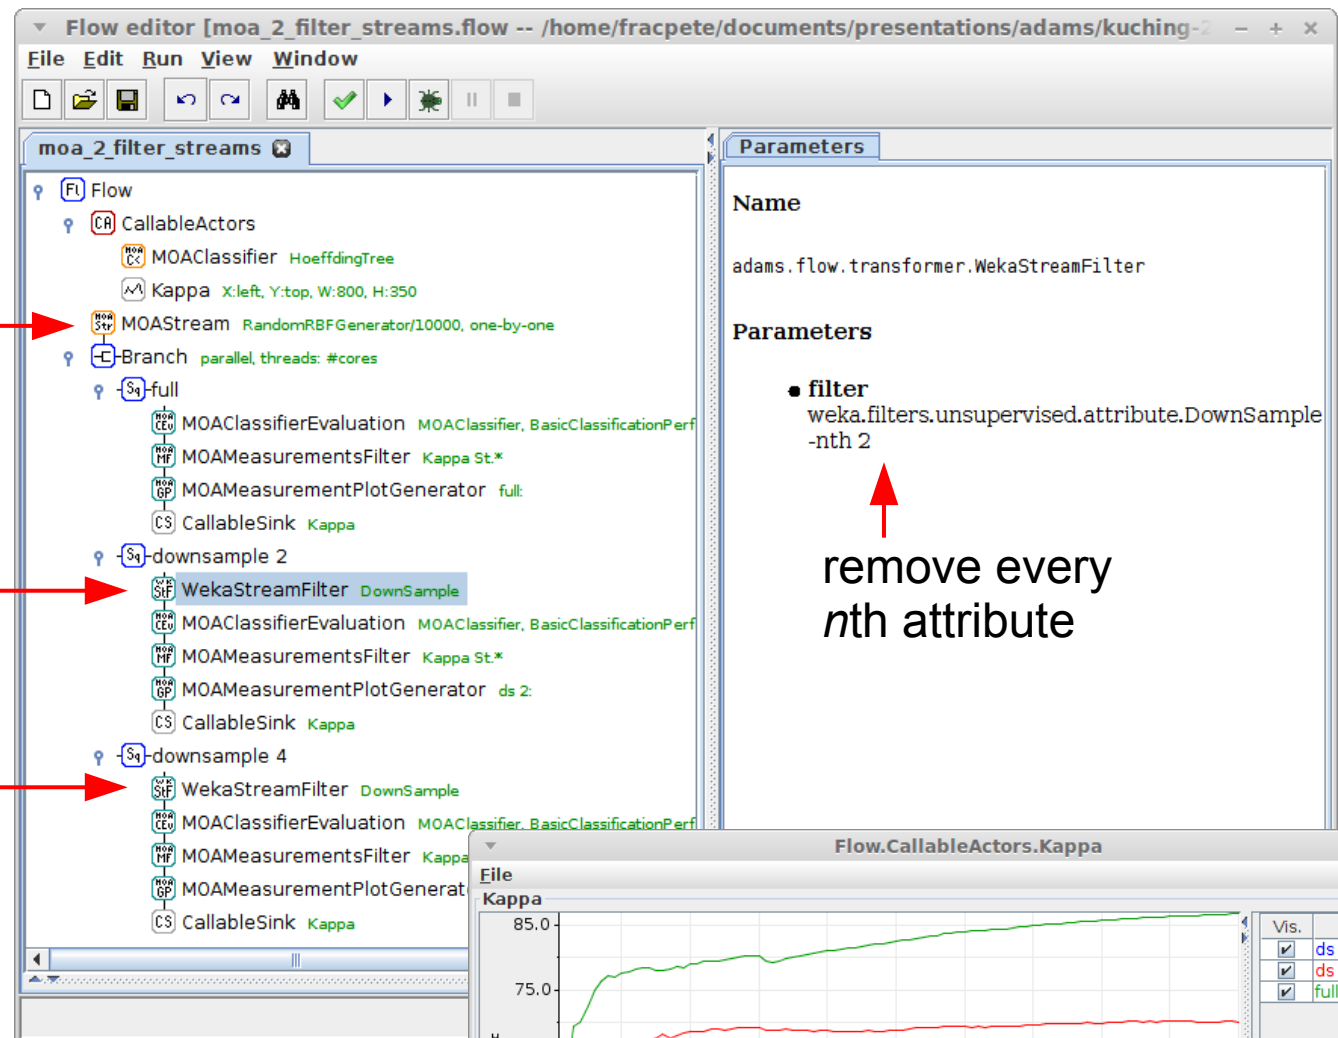 Flow editor [moa_2_filter_streams.flow -- /home/fracpete/documents/presentations/adams/kuching-2
File Edit Run View Window
moa_2_filter_streams
Parameters
Flow
CallableActors
MOAClassifier HoeffdingTree
Kappa X:left, Y:top, W:800, H:350
MOAStream RandomRBFGenerator/10000, one-by-one
Branch parallel, threads: #cores
full
MOAClassifierEvaluation MOAClassifier, BasicClassificationPerf
MOAMeasurementsFilter Kappa St.*
MOAMeasurementPlotGenerator full:
CallableSink Kappa
downsample 2
WekaStreamFilter DownSample
MOAClassifierEvaluation MOAClassifier, BasicClassificationPerf
MOAMeasurementsFilter Kappa St.*
MOAMeasurementPlotGenerator ds 2:
CallableSink Kappa
downsample 4
WekaStreamFilter DownSample
MOAClassifierEvaluation MOAClassifier, BasicClassificationPerf
MOAMeasurementsFilter Kappa
MOAMeasurementPlotGenerat
CallableSink Kappa
Name
adams.flow.transformer.WekaStreamFilter
Parameters
filter
weka.filters.unsupervised.attribute.DownSample
-nth 2
remove every
nth attribute
Flow.CallableActors.Kappa
File
Kappa
85.0
75.0
Vis.
ds
ds
full